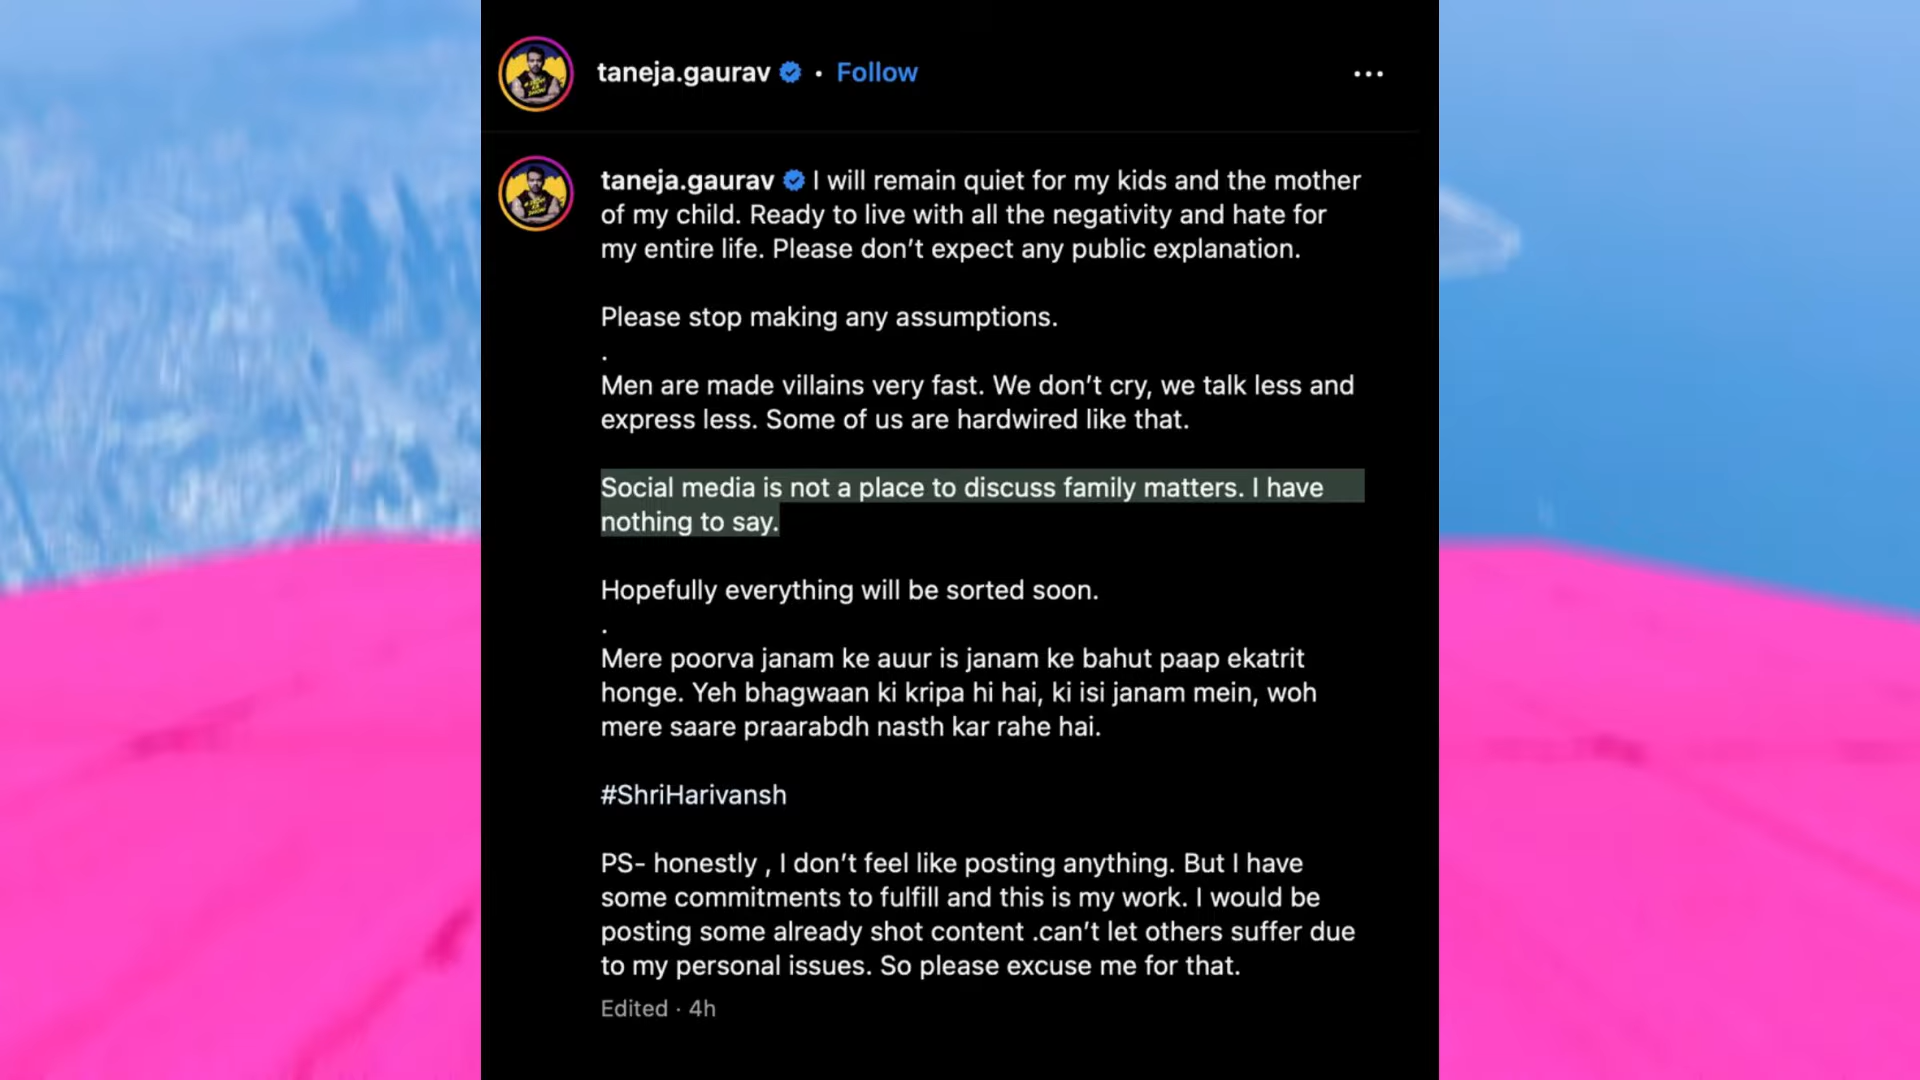 taneja.gaurav • Follow
taneja.gaurav I will remain quiet for my kids and the mother
of my child. Ready to live with all the negativity and hate for
my entire life. Please don’t expect any public explanation.
Please stop making any assumptions.
.
Men are made villains very fast. We don’t cry, we talk less and
express less. Some of us are hardwired like that.
Social media is not a place to discuss family matters. I have
nothing to say.
Hopefully everything will be sorted soon.
.
Mere poorva janam ke auur is janam ke bahut paap ekatrit
honge. Yeh bhagwaan ki kripa hi hai, ki isi janam mein, woh
mere saare praarabdh nasth kar rahe hai.
#ShriHarivansh
PS- honestly , I don’t feel like posting anything. But I have
some commitments to fulfill and this is my work. I would be
posting some already shot content .can’t let others suffer due
to my personal issues. So please excuse me for that.
Edited · 4h